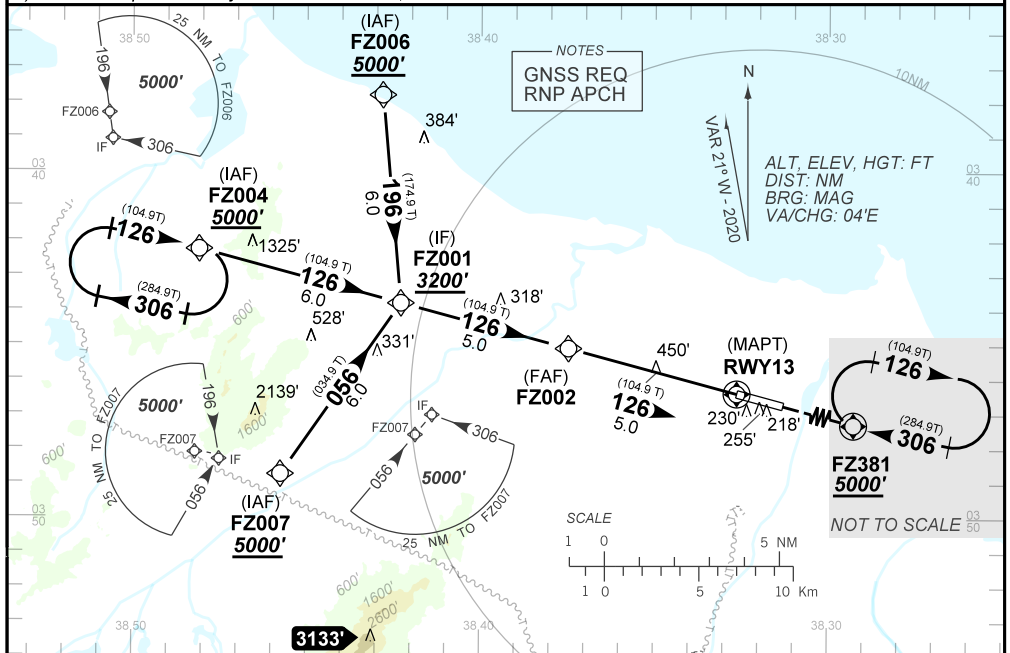 25 NM TO FZ006
196
5000'
FZ006
IF
306
38 50
38 40
38 30
(IAF)
FZ006
5000'
NOTES
GNSS REQ
RNP APCH
10NM
N
VAR 21° W - 2020
ALT, ELEV, HGT: FT
DIST: NM
BRG: MAG
VA/CHG: 04'E
384'
03
40
03
40
(IAF)
FZ004
5000'
(174.9 T)
196
6.0
(104.9T)
126
1325'
(284.9T)
306
(104.9 T)
126
6.0
(IF)
FZ001
3200'
318'
(104.9 T)
126
5.0
600'
528'
331'
(034.9 T)
056
6.0
450'
(MAPT)
RWY13
(FAF)
FZ002
(104.9 T)
126
5.0
230'
255'
218'
(104.9T)
126
(284.9T)
306
FZ381
5000'
NOT TO SCALE
25 NM TO FZ007
196
5000'
FZ007
IF
056
2139'
1600'
600'
IF
FZ007
306
056
5000'
25 NM TO FZ007
(IAF)
FZ007
5000'
03
50
03
50
SCALE
1 0 5 NM
1 0 5 10 Km
600'
1600'
2600'
3133'
38 50
38 40
38 30